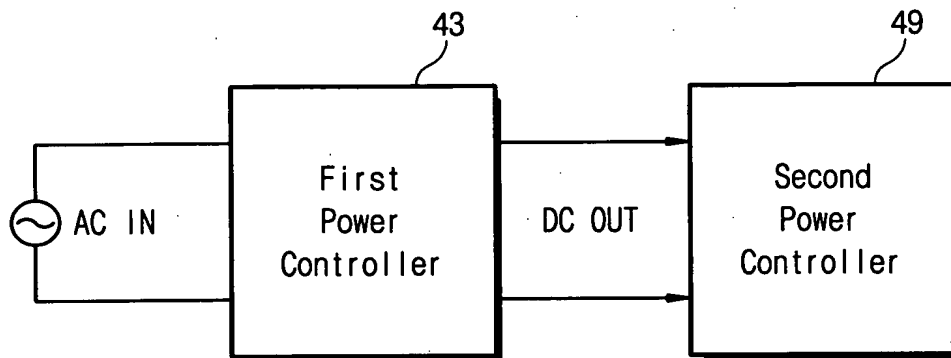 43
49
AC IN
First
Power
Controller
DC OUT
Second
Power
Controller